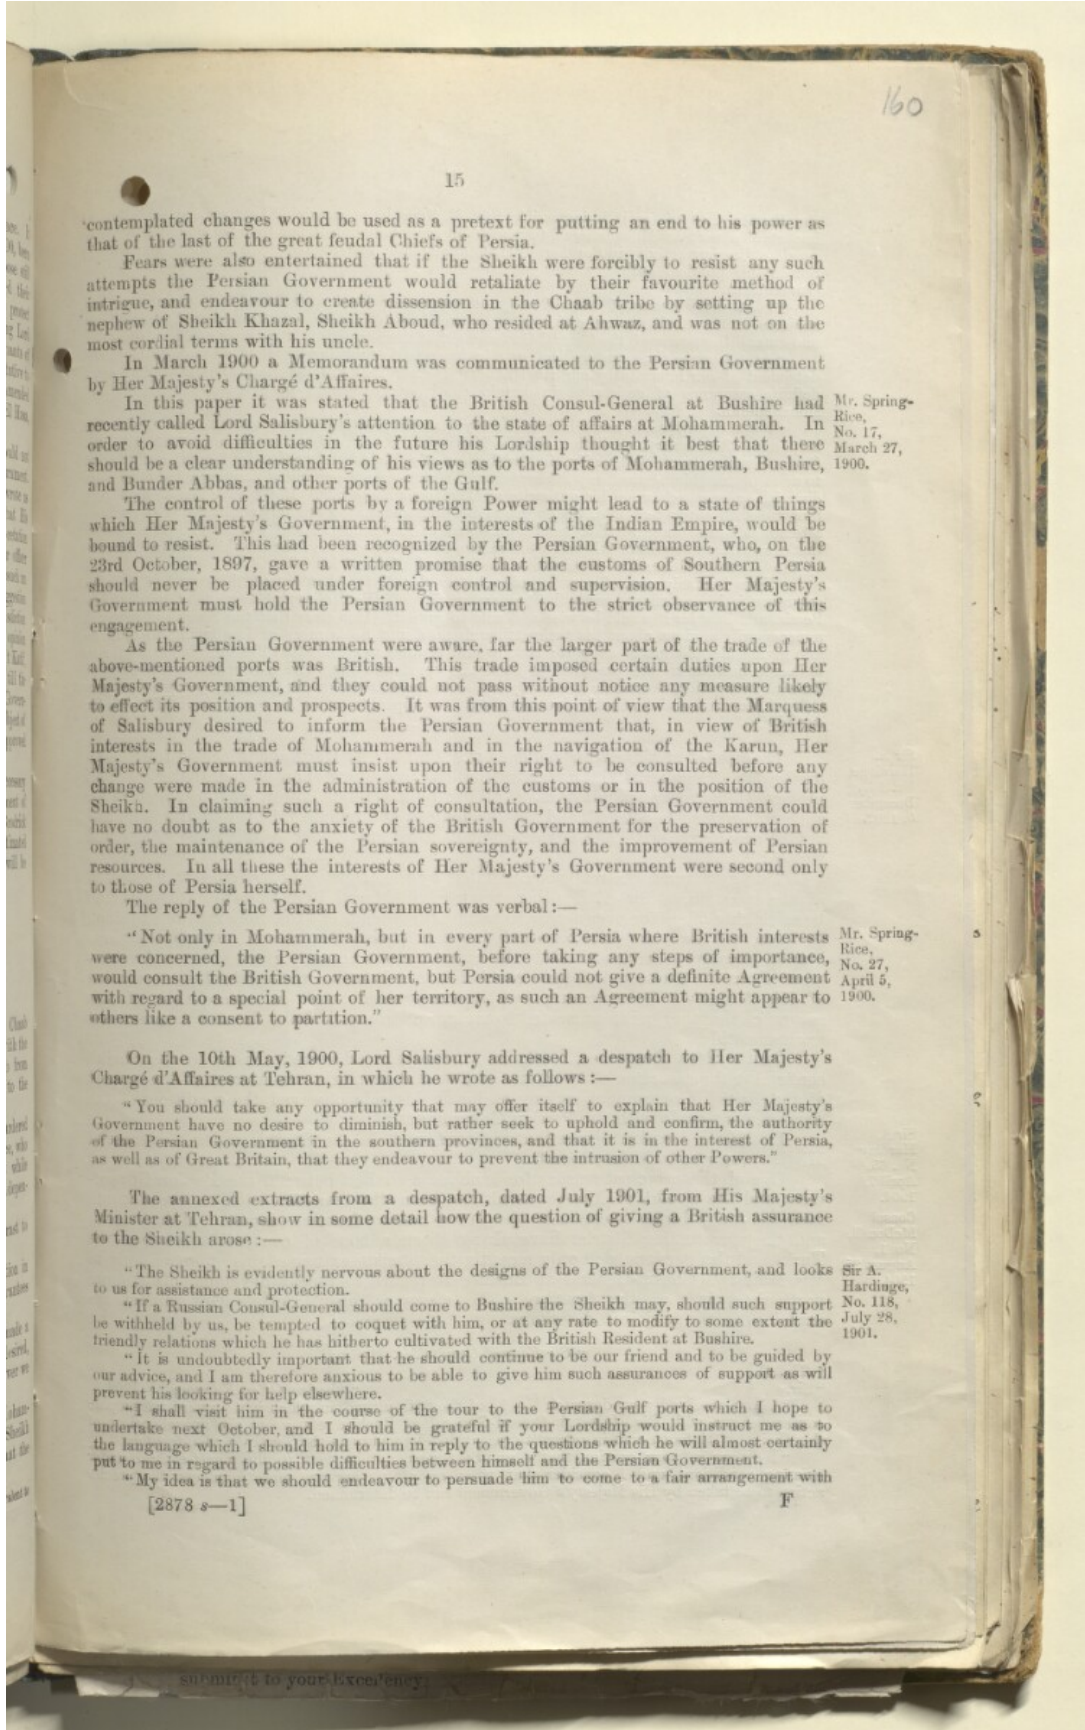 160
15
contemplated changes would be used as a pretext for putting an end to his power as
that of the last of the great feudal Chiefs of Persia.
Fears were also entertained that if the Sheikh were forcibly to resist any such
attempts the Persian Government would retaliate by their favourite method of
intrigue, and endeavour to create dissension in the Chaab tribe by setting up the
nephew of Sheikh Khazal, Sheikh Aboud, who resided at Ahwaz, and was not on the
most cordial terms with his uncle.
In March 1900 a Memorandum was communicated to the Persian Government
by Her Majesty's Chargé d'Affaires.
In this paper it was stated that the British Consul-General at Bushire had
recently called Lord Salisbury's attention to the state of affairs at Mohammerah. In
order to avoid difficulties in the future his Lordship thought it best that there
should be a clear understanding of his views as to the ports of Mohammerah, Bushire,
and Bunder Abbas, and other ports of the Gulf.
Mr. Spring-
Rice,
No. 17,
March 27,
1900.
The control of these ports by a foreign Power might lead to a state of things
which Her Majesty's Government, in the interests of the Indian Empire, would be
bound to resist. This had been recognized by the Persian Government, who, on the
23rd October, 1897, gave a written promise that the customs of Southern Persia
should never be placed under foreign control and supervision. Her Majesty's
Government must hold the Persian Government to the strict observance of this
engagement.
As the Persian Government were aware, far the larger part of the trade of the
above-mentioned ports was British. This trade imposed certain duties upon Her
Majesty's Government, and they could not pass without notice any measure likely
to effect its position and prospects. It was from this point of view that the Marquess
of Salisbury desired to inform the Persian Government that, in view of British
interests in the trade of Mohammerah and in the navigation of the Karun, Her
Majesty's Government must insist upon their right to be consulted before any
change were made in the administration of the customs or in the position of the
Sheikh. In claiming such a right of consultation, the Persian Government could
have no doubt as to the anxiety of the British Government for the preservation of
order, the maintenance of the Persian sovereignty, and the improvement of Persian
resources. In all these the interests of Her Majesty's Government were second only
to those of Persia herself.
The reply of the Persian Government was verbal:—
"Not only in Mohammerah, but in every part of Persia where British interests
were concerned, the Persian Government, before taking any steps of importance,
would consult the British Government, but Persia could not give a definite Agreement
with regard to a special point of her territory, as such an Agreement might appear to
others like a consent to partition."
Mr. Spring-
Rice,
No. 27,
April 5,
1900.
On the 10th May, 1900, Lord Salisbury addressed a despatch to Her Majesty's
Chargé d'Affaires at Tehran, in which he wrote as follows:—
"You should take any opportunity that may offer itself to explain that Her Majesty's
Government have no desire to diminish, but rather seek to uphold and confirm, the authority
of the Persian Government in the southern provinces, and that it is in the interest of Persia,
as well as of Great Britain, that they endeavour to prevent the intrusion of other Powers."
The annexed extracts from a despatch, dated July 1901, from His Majesty's
Minister at Tehran, show in some detail how the question of giving a British assurance
to the Sheikh arose:—
"The Sheikh is evidently nervous about the designs of the Persian Government, and looks
to us for assistance and protection.
"If a Russian Consul-General should come to Bushire the Sheikh may, should such support
be withheld by us, be tempted to coquet with him, or at any rate to modify to some extent the
friendly relations which he has hitherto cultivated with the British Resident at Bushire.
Sir A.
Hardinge,
No. 118,
July 28,
1901.
"It is undoubtedly important that he should continue to be our friend and to be guided by
our advice, and I am therefore anxious to be able to give him such assurances of support as will
prevent his looking for help elsewhere.
"I shall visit him in the course of the tour to the Persian Gulf ports which I hope to
undertake next October, and I should be grateful if your Lordship would instruct me as to
the language which I should hold to him in reply to the questions which he will almost certainly
put to me in regard to possible difficulties between himself and the Persian Government.
"My idea is that we should endeavour to persuade him to come to a fair arrangement with
[2878 s—1]
F
submit to your Excellency